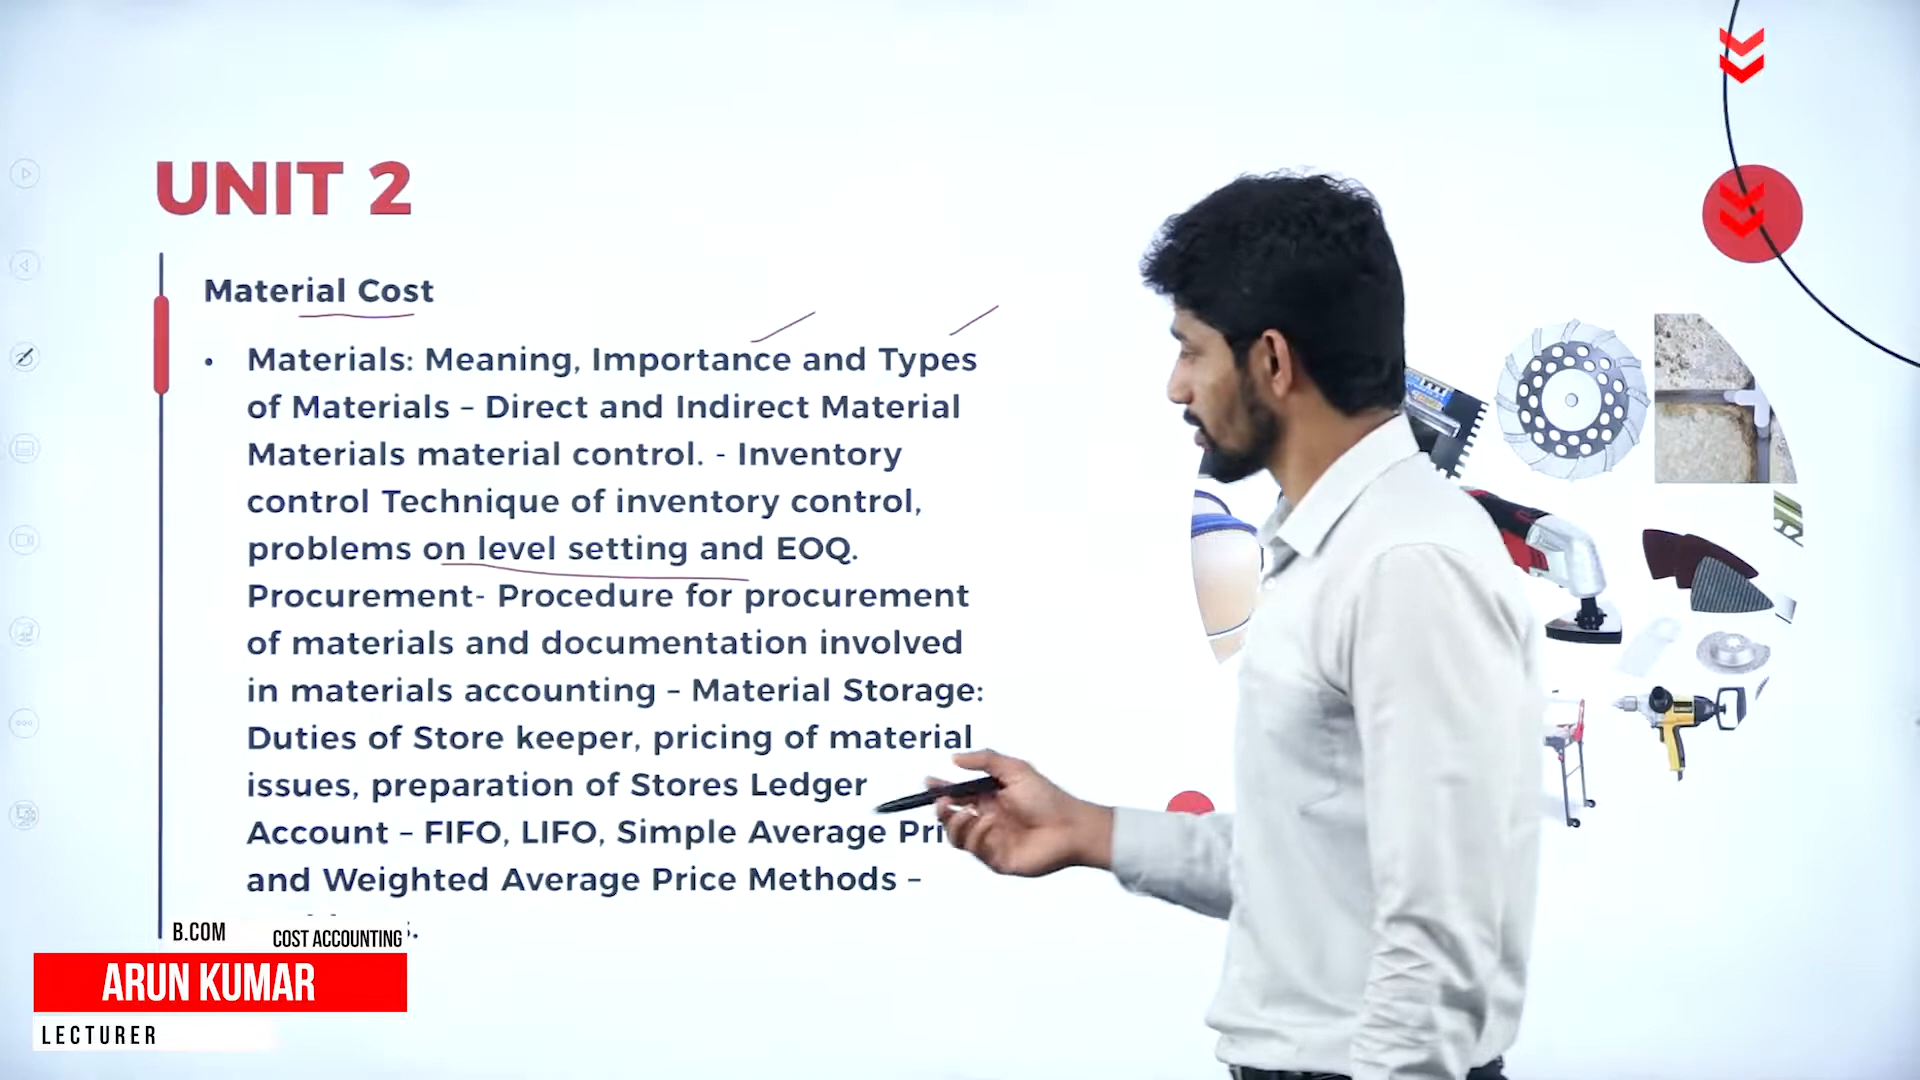 UNIT 2
Material Cost
• Materials: Meaning, Importance and Types
of Materials – Direct and Indirect Material
Materials material control. - Inventory
control Technique of inventory control,
problems on level setting and EOQ.
Procurement- Procedure for procurement
of materials and documentation involved
in materials accounting – Material Storage:
Duties of Store keeper, pricing of material
issues, preparation of Stores Ledger
Account – FIFO, LIFO, Simple Average
and Weighted Average Price Methods –
B.COM COST ACCOUNTING
ARUN KUMAR
LECTURER